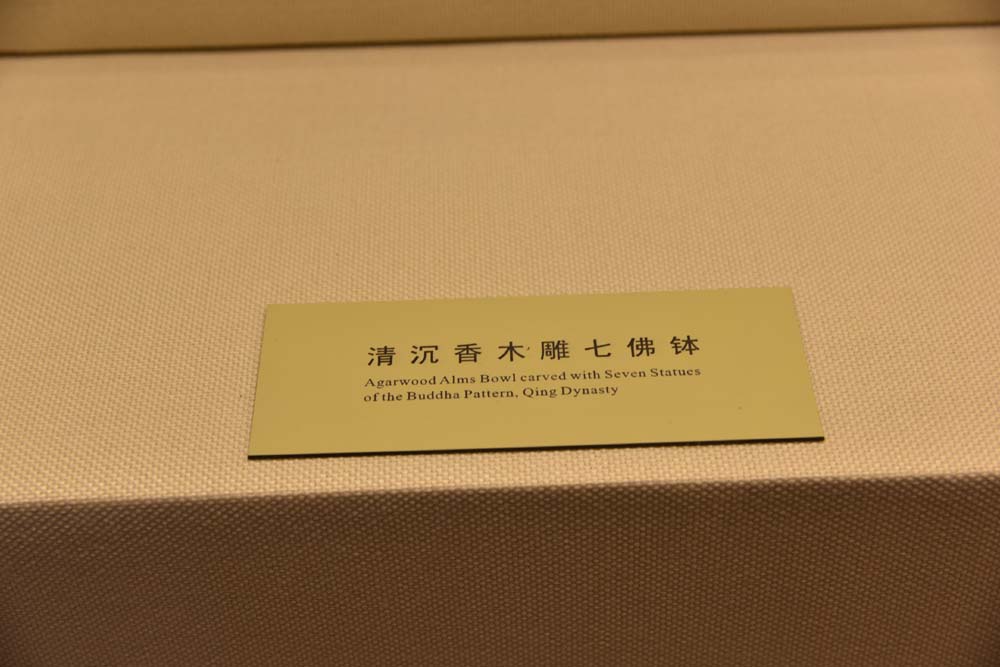 清沉香木雕七佛钵
Agarwood Alms Bowl carved with Seven Statues
of the Buddha Pattern, Qing Dynasty